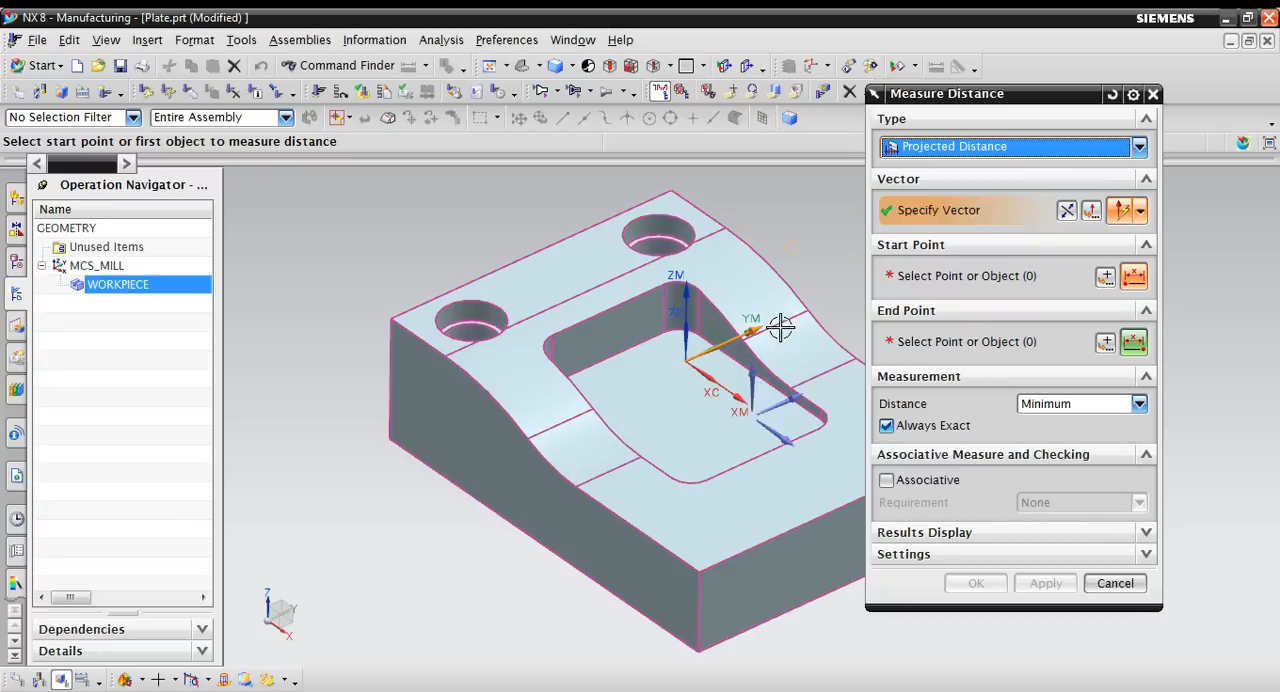 NX 8 - Manufacturing - [Plate.prt (Modified) ]
SIEMENS
File Edit View Insert Format Tools Assemblies Information Analysis Preferences Window Help
Start Command Finder
No Selection Filter Entire Assembly
Select start point or first object to measure distance
Operation Navigator - ...
Name
GEOMETRY
Unused Items
MCS_MILL
WORKPIECE
Dependencies
Details
ZM
YM
XC
XM
Z
Y
X
Measure Distance
Type
Projected Distance
Vector
Specify Vector
Start Point
* Select Point or Object (0)
End Point
* Select Point or Object (0)
Measurement
Distance Minimum
Always Exact
Associative Measure and Checking
Associative
Requirement None
Results Display
Settings
OK Apply Cancel